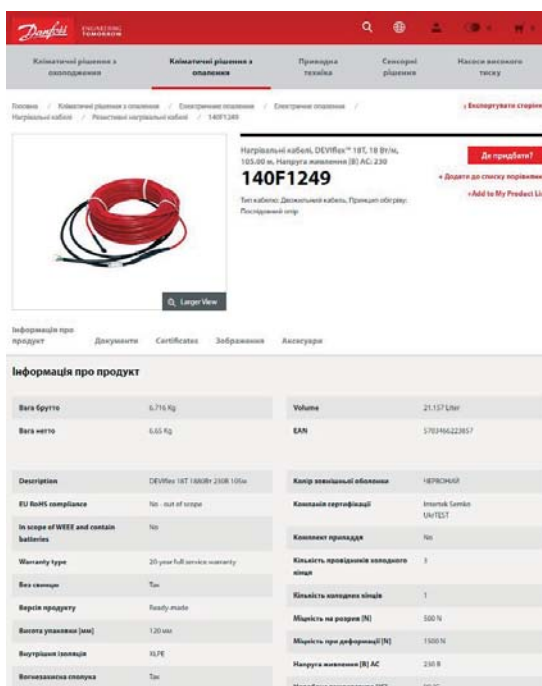 Danfoss ENGINEERING
TOMORROW
Кліматичні рішення з
охолодження
Кліматичні рішення з
опалення
Приводна
техніка
Сенсорні
рішення
Насоси високого
тиску
Головна / Кліматичні рішення з опалення / Електричне опалення / Електричне опалення /
Нагрівальні кабелі / Резистивні нагрівальні кабелі / 140F1249
Експортувати сторін
Нагрівальні кабелі, DEVIflex™ 18T, 18 Вт/м,
105.00 м, Напруга живлення [В] AC: 230
140F1249
Тип кабелю: Двожильний кабель, Принцип обігріву:
Послідовний опір
Де придбати?
+ Додати до списку порівнян
+Add to My Product Li
Larger View
Інформація про
продукт
Документи
Certificates
Зображення
Аксесуари
Інформація про продукт
Вага брутто 6.716 Kg
Volume 21.157 Liter
Вага нетто 6.65 Kg
EAN 5703466223857
Description DEVIflex 18T 1880Вт 230В 105м
Колір зовнішньої оболонки ЧЕРВОНИЙ
EU RoHS compliance No - out of scope
Компанія сертифікації Intertek Semko
UkrTEST
In scope of WEEE and contain
batteries No
Комплект приладдя No
Warranty type 20-year full service warranty
Кількість провідників холодного
кінця 3
Без свинцю Так
Кількість холодних кінців 1
Версія продукту Ready-made
Міцність на розрив [N] 500 N
Висота упаковки [мм] 120 мм
Міцність при деформації [N] 1500 N
Внутрішня ізоляція XLPE
Напруга живлення [В] AC 230 В
Вогнезахисна сполука Так